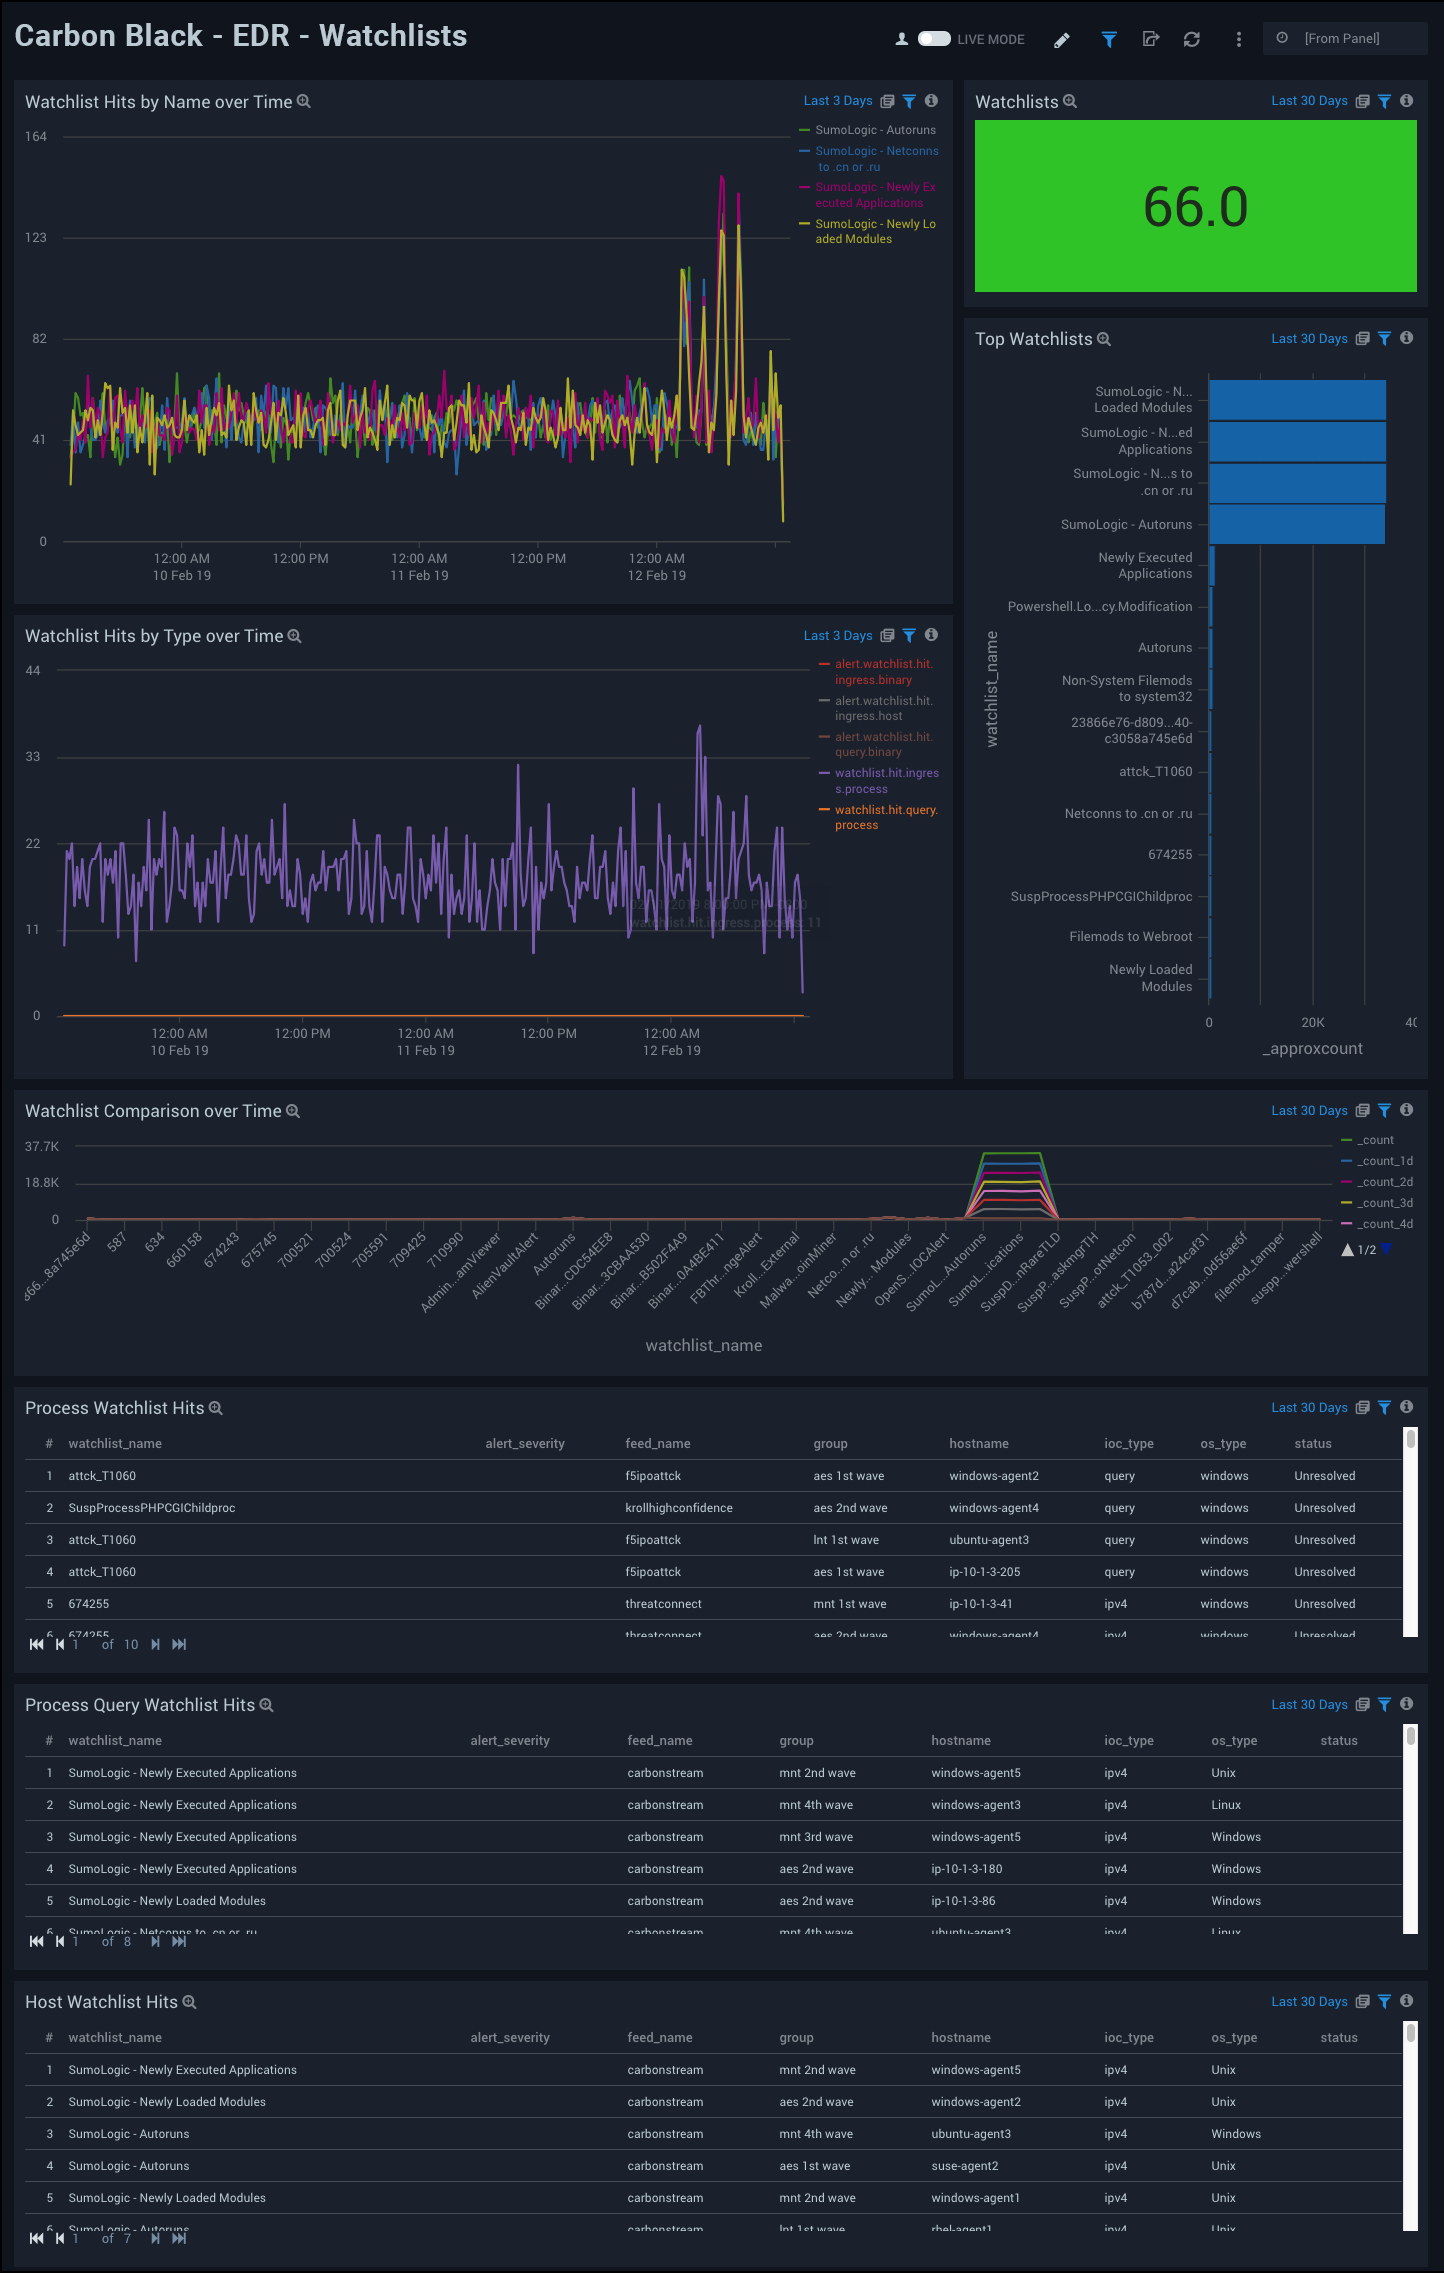 Carbon Black - EDR - Watchlists
LIVE MODE
[From Panel]
Watchlist Hits by Name over Time
Last 3 Days
164
123
82
41
0
12:00 AM
10 Feb 19
12:00 PM
12:00 AM
11 Feb 19
12:00 PM
12:00 AM
12 Feb 19
SumoLogic - Autoruns
SumoLogic - Netconns
to .cn or .ru
SumoLogic - Newly Ex
ecuted Applications
SumoLogic - Newly Lo
aded Modules
Watchlists
Last 30 Days
66.0
Top Watchlists
Last 30 Days
watchlist_name
SumoLogic - N...
Loaded Modules
SumoLogic - N...ed
Applications
SumoLogic - N...s to
.cn or .ru
SumoLogic - Autoruns
Newly Executed
Applications
Powershell.Lo...cy.Modification
Autoruns
Non-System Filemods
to system32
23866e76-d809...40-
c3058a745e6d
attck_T1060
Netconns to .cn or .ru
674255
SuspProcessPHPCGIChildproc
Filemods to Webroot
Newly Loaded
Modules
0
20K
_approxcount
Watchlist Hits by Type over Time
Last 3 Days
44
33
22
11
0
12:00 AM
10 Feb 19
12:00 PM
12:00 AM
11 Feb 19
12:00 PM
12:00 AM
12 Feb 19
watchlist.hit.ingress.process: 11
alert.watchlist.hit.
ingress.binary
alert.watchlist.hit.
ingress.host
alert.watchlist.hit.
query.binary
watchlist.hit.ingres
s.process
watchlist.hit.query.
process
Watchlist Comparison over Time
Last 30 Days
37.7K
18.8K
0
866...8a745e6d
587
634
660158
674243
675745
700521
700524
705591
709425
710990
Admin...amViewer
AlienVaultAlert
Autoruns
Binar...CDC54EE8
Binar...3CBAA530
Binar...B502F4A9
Binar...0A4BE411
FBThr...ngeAlert
Kroll...External
Malwa...oinMiner
Netco...n or .ru
Newly... Modules
OpenS...IOCAlert
SumoL...Autoruns
SumoL...ications
SuspD...nRareTLD
SuspP...askmgrTH
SuspP...otNetcon
attck_T1053_002
b787d...a24caf31
d7cab...0d56ae6f
filemod_tamper
suspp...wershell
watchlist_name
_count
_count_1d
_count_2d
_count_3d
_count_4d
1/2
Process Watchlist Hits
Last 30 Days
# watchlist_name alert_severity feed_name group hostname ioc_type os_type status
1 attck_T1060 f5ipoattck aes 1st wave windows-agent2 query windows Unresolved
2 SuspProcessPHPCGIChildproc krollhighconfidence aes 2nd wave windows-agent4 query windows Unresolved
3 attck_T1060 f5ipoattck lnt 1st wave ubuntu-agent3 query windows Unresolved
4 attck_T1060 f5ipoattck aes 1st wave ip-10-1-3-205 query windows Unresolved
5 674255 threatconnect mnt 1st wave ip-10-1-3-41 ipv4 windows Unresolved
6 674255 threatconnect aes 2nd wave windows-agent4 ipv4 windows Unresolved
1 of 10
Process Query Watchlist Hits
Last 30 Days
# watchlist_name alert_severity feed_name group hostname ioc_type os_type status
1 SumoLogic - Newly Executed Applications carbonstream mnt 2nd wave windows-agent5 ipv4 Unix
2 SumoLogic - Newly Executed Applications carbonstream mnt 4th wave windows-agent3 ipv4 Linux
3 SumoLogic - Newly Executed Applications carbonstream mnt 3rd wave windows-agent5 ipv4 Windows
4 SumoLogic - Newly Executed Applications carbonstream aes 2nd wave ip-10-1-3-180 ipv4 Windows
5 SumoLogic - Newly Loaded Modules carbonstream aes 2nd wave ip-10-1-3-86 ipv4 Windows
6 SumoLogic - Netconns to .cn or .ru carbonstream mnt 4th wave ubuntu-agent3 ipv4 Linux
1 of 8
Host Watchlist Hits
Last 30 Days
# watchlist_name alert_severity feed_name group hostname ioc_type os_type status
1 SumoLogic - Newly Executed Applications carbonstream mnt 2nd wave windows-agent5 ipv4 Unix
2 SumoLogic - Newly Loaded Modules carbonstream aes 2nd wave windows-agent2 ipv4 Unix
3 SumoLogic - Autoruns carbonstream mnt 4th wave ubuntu-agent3 ipv4 Windows
4 SumoLogic - Autoruns carbonstream aes 1st wave suse-agent2 ipv4 Unix
5 SumoLogic - Newly Loaded Modules carbonstream mnt 2nd wave windows-agent1 ipv4 Unix
6 SumoLogic - Autoruns carbonstream lnt 1st wave rhel-agent1 ipv4 Unix
1 of 7